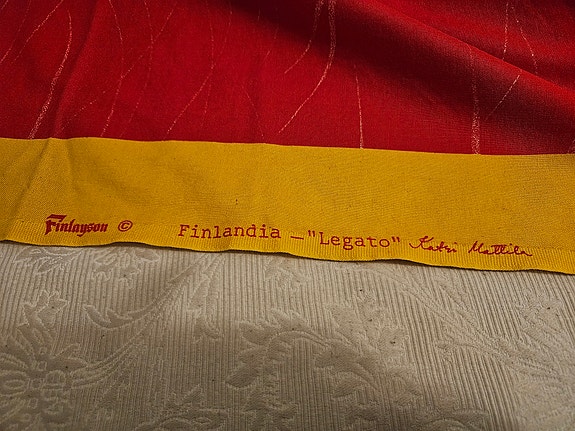 Finlayson © Finlandia — "Legato" Katri Mattila